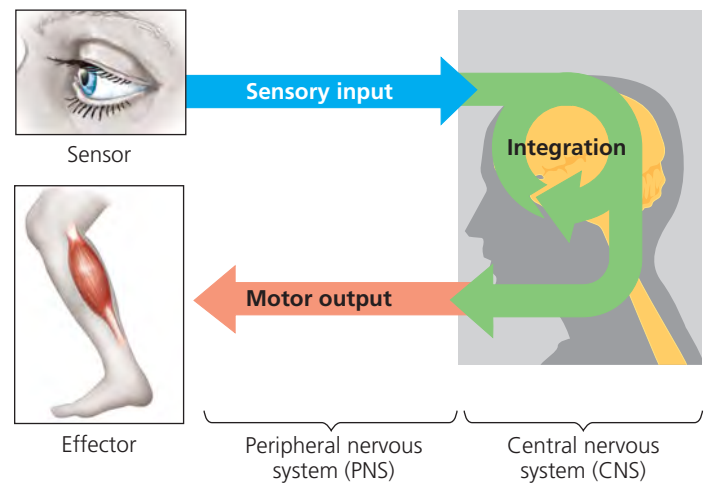 Sensory input
Sensor
Integration
Motor output
Effector
Peripheral nervous
system (PNS)
Central nervous
system (CNS)